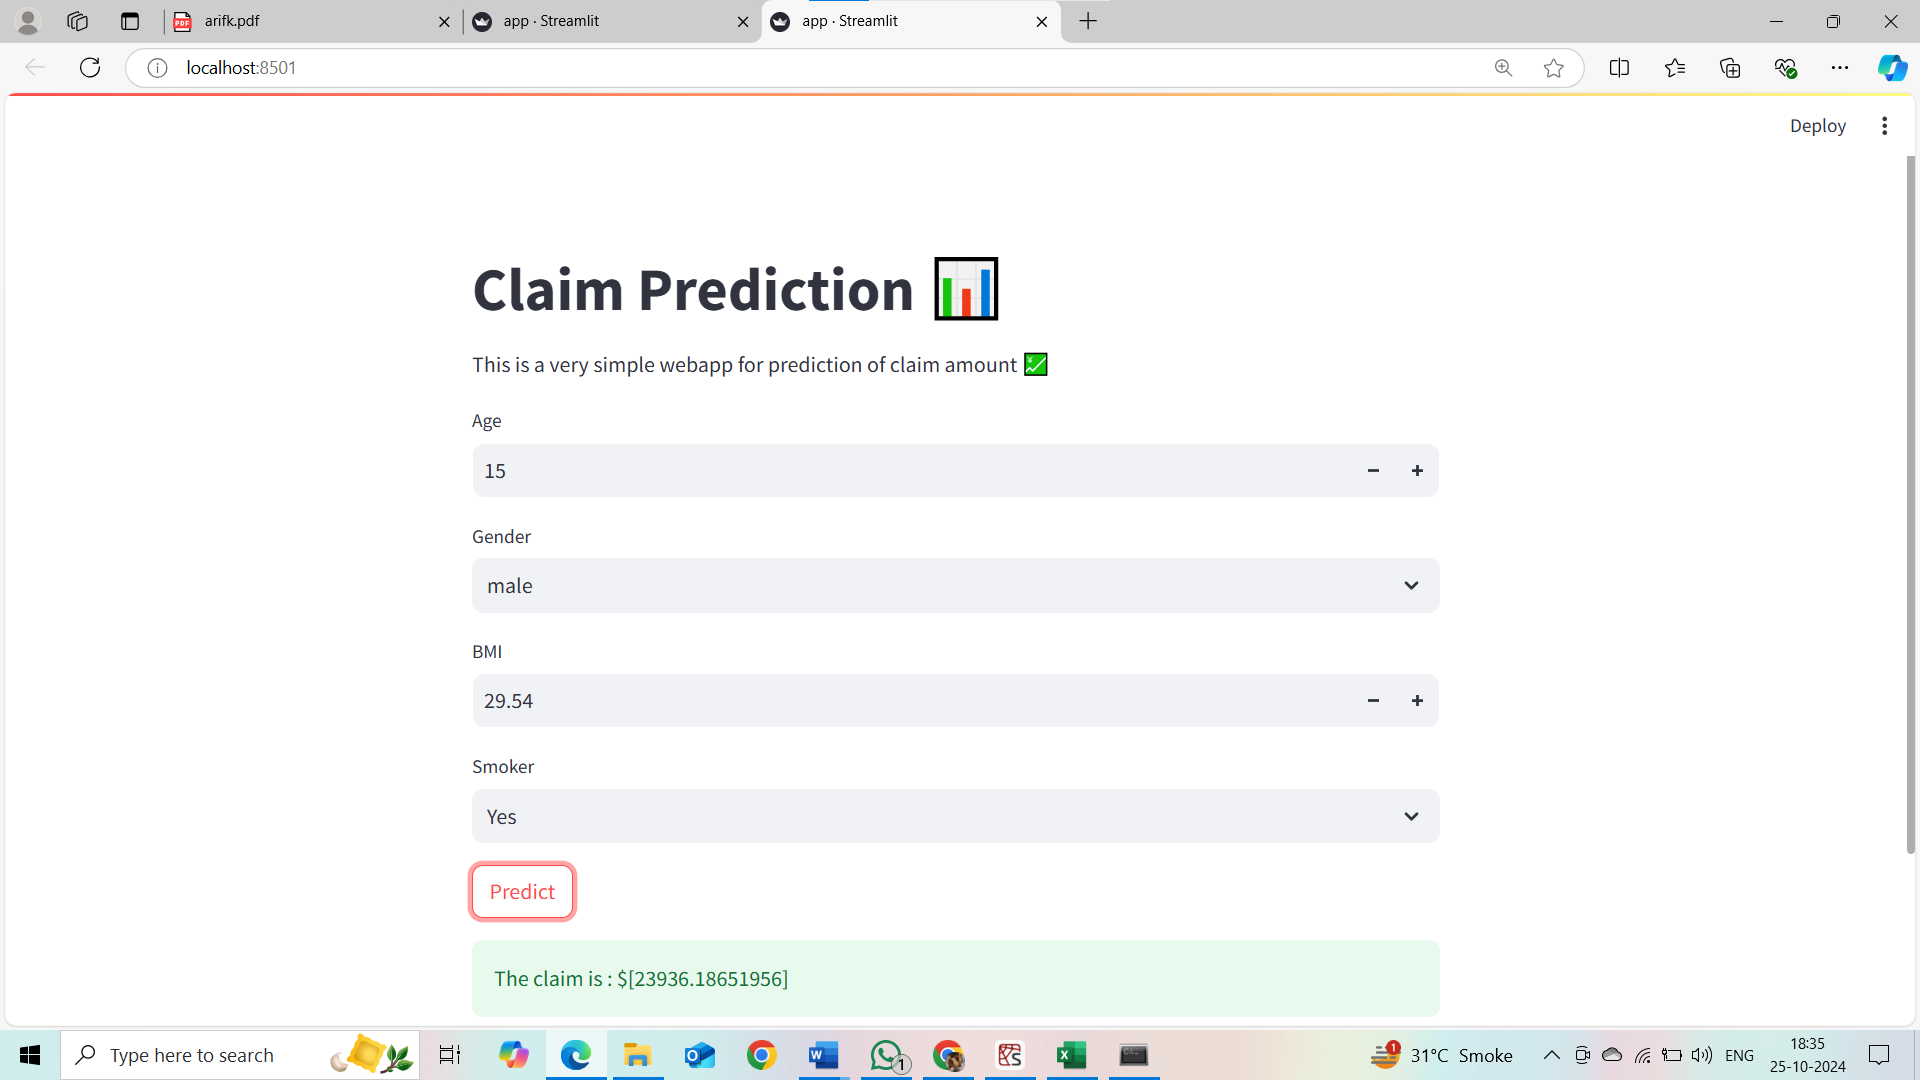 arifk.pdf
app · Streamlit
app · Streamlit
localhost:8501
Deploy
Claim Prediction
This is a very simple webapp for prediction of claim amount
Age
15
Gender
male
BMI
29.54
Smoker
Yes
Predict
The claim is : $[23936.18651956]
Type here to search
1
1
31°C Smoke
ENG
18:35
25-10-2024